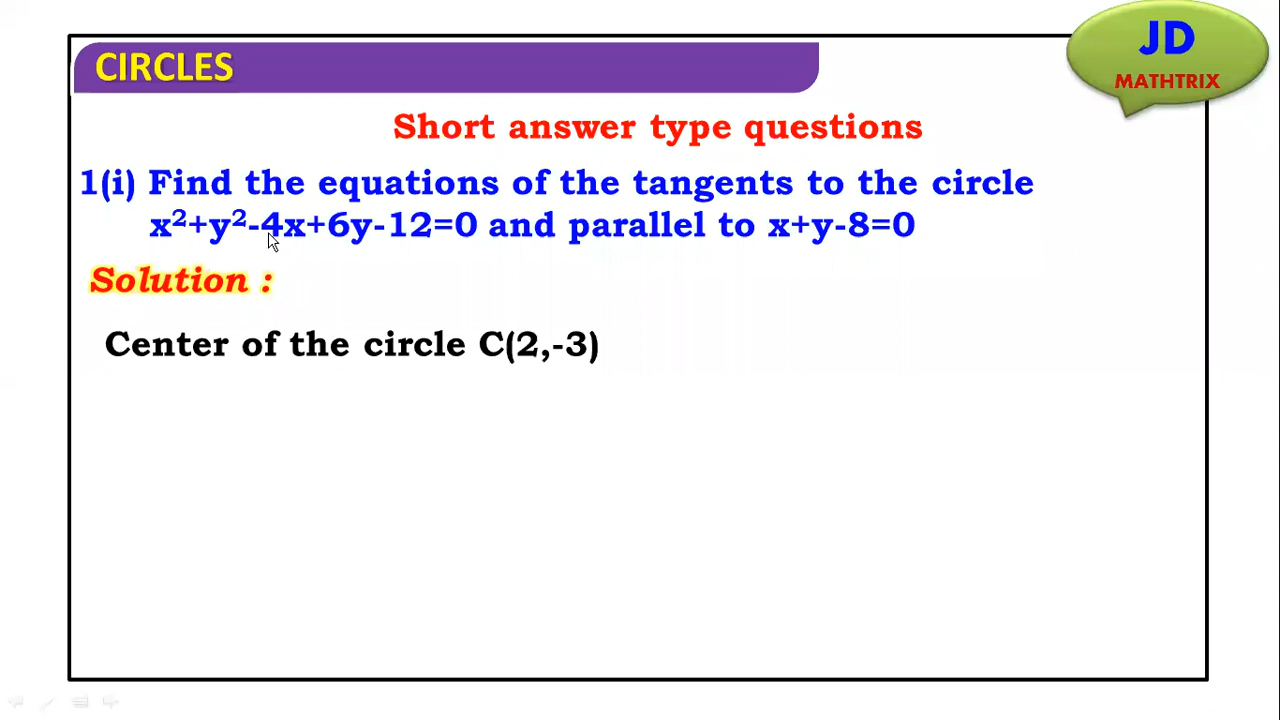 CIRCLES
JD
MATHTRIX
Short answer type questions
1(i) Find the equations of the tangents to the circle
x²+y²-4x+6y-12=0 and parallel to x+y-8=0
Solution :
Center of the circle C(2,-3)